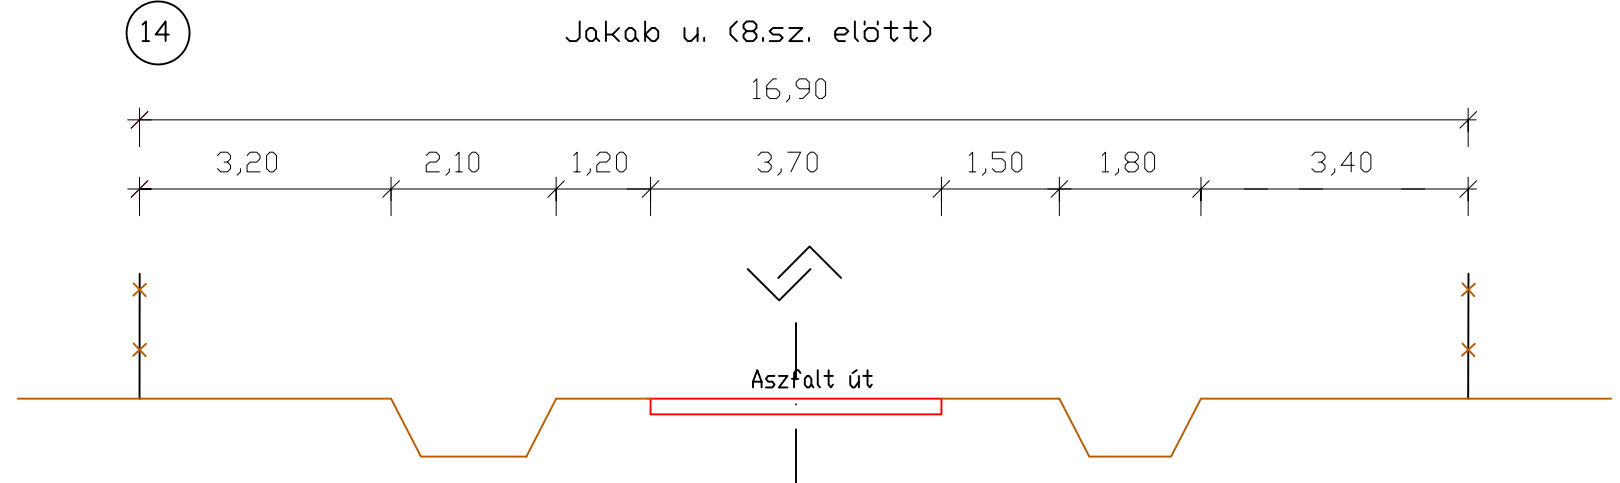 14
Jakab u. (8.sz. elött)
16,90
3,20 2,10 1,20 3,70 1,50 1,80 3,40
Aszfalt út